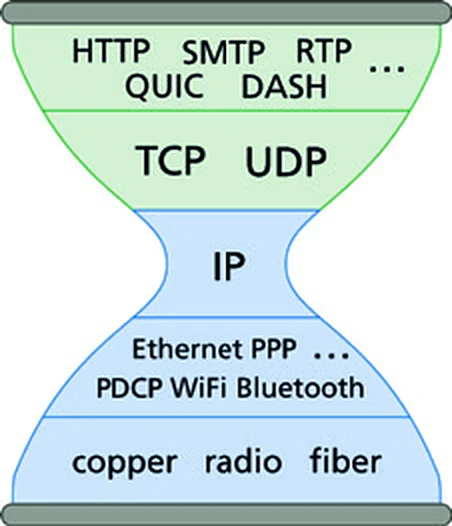 HTTP SMTP RTP ...
QUIC DASH
TCP UDP
IP
Ethernet PPP ...
PDCP WiFi Bluetooth
copper radio fiber